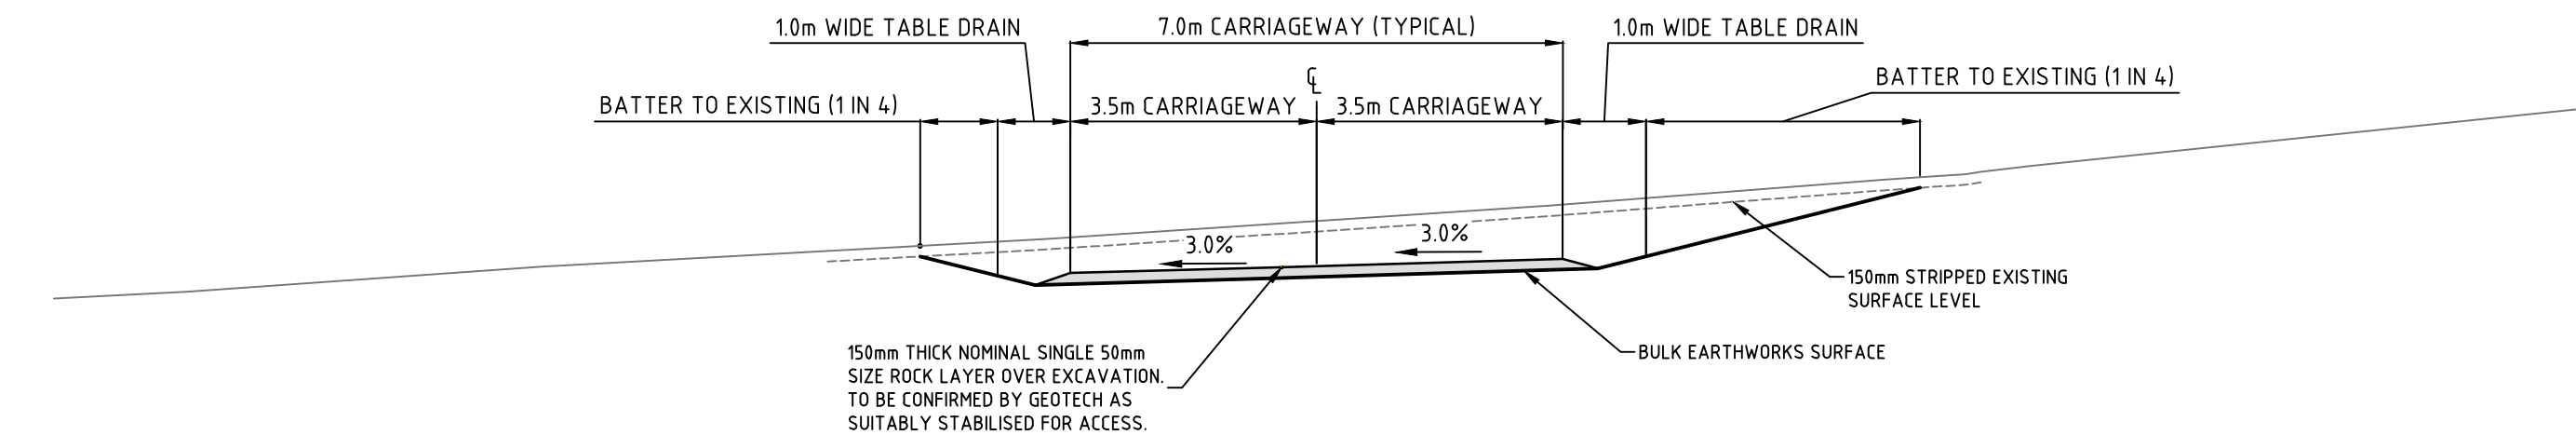 1.0m WIDE TABLE DRAIN
7.0m CARRIAGEWAY (TYPICAL)
1.0m WIDE TABLE DRAIN
BATTER TO EXISTING (1 IN 4)
℄
3.5m CARRIAGEWAY
3.5m CARRIAGEWAY
BATTER TO EXISTING (1 IN 4)
3.0%
3.0%
150mm STRIPPED EXISTING
SURFACE LEVEL
150mm THICK NOMINAL SINGLE 50mm
SIZE ROCK LAYER OVER EXCAVATION.
TO BE CONFIRMED BY GEOTECH AS
SUITABLY STABILISED FOR ACCESS.
BULK EARTHWORKS SURFACE